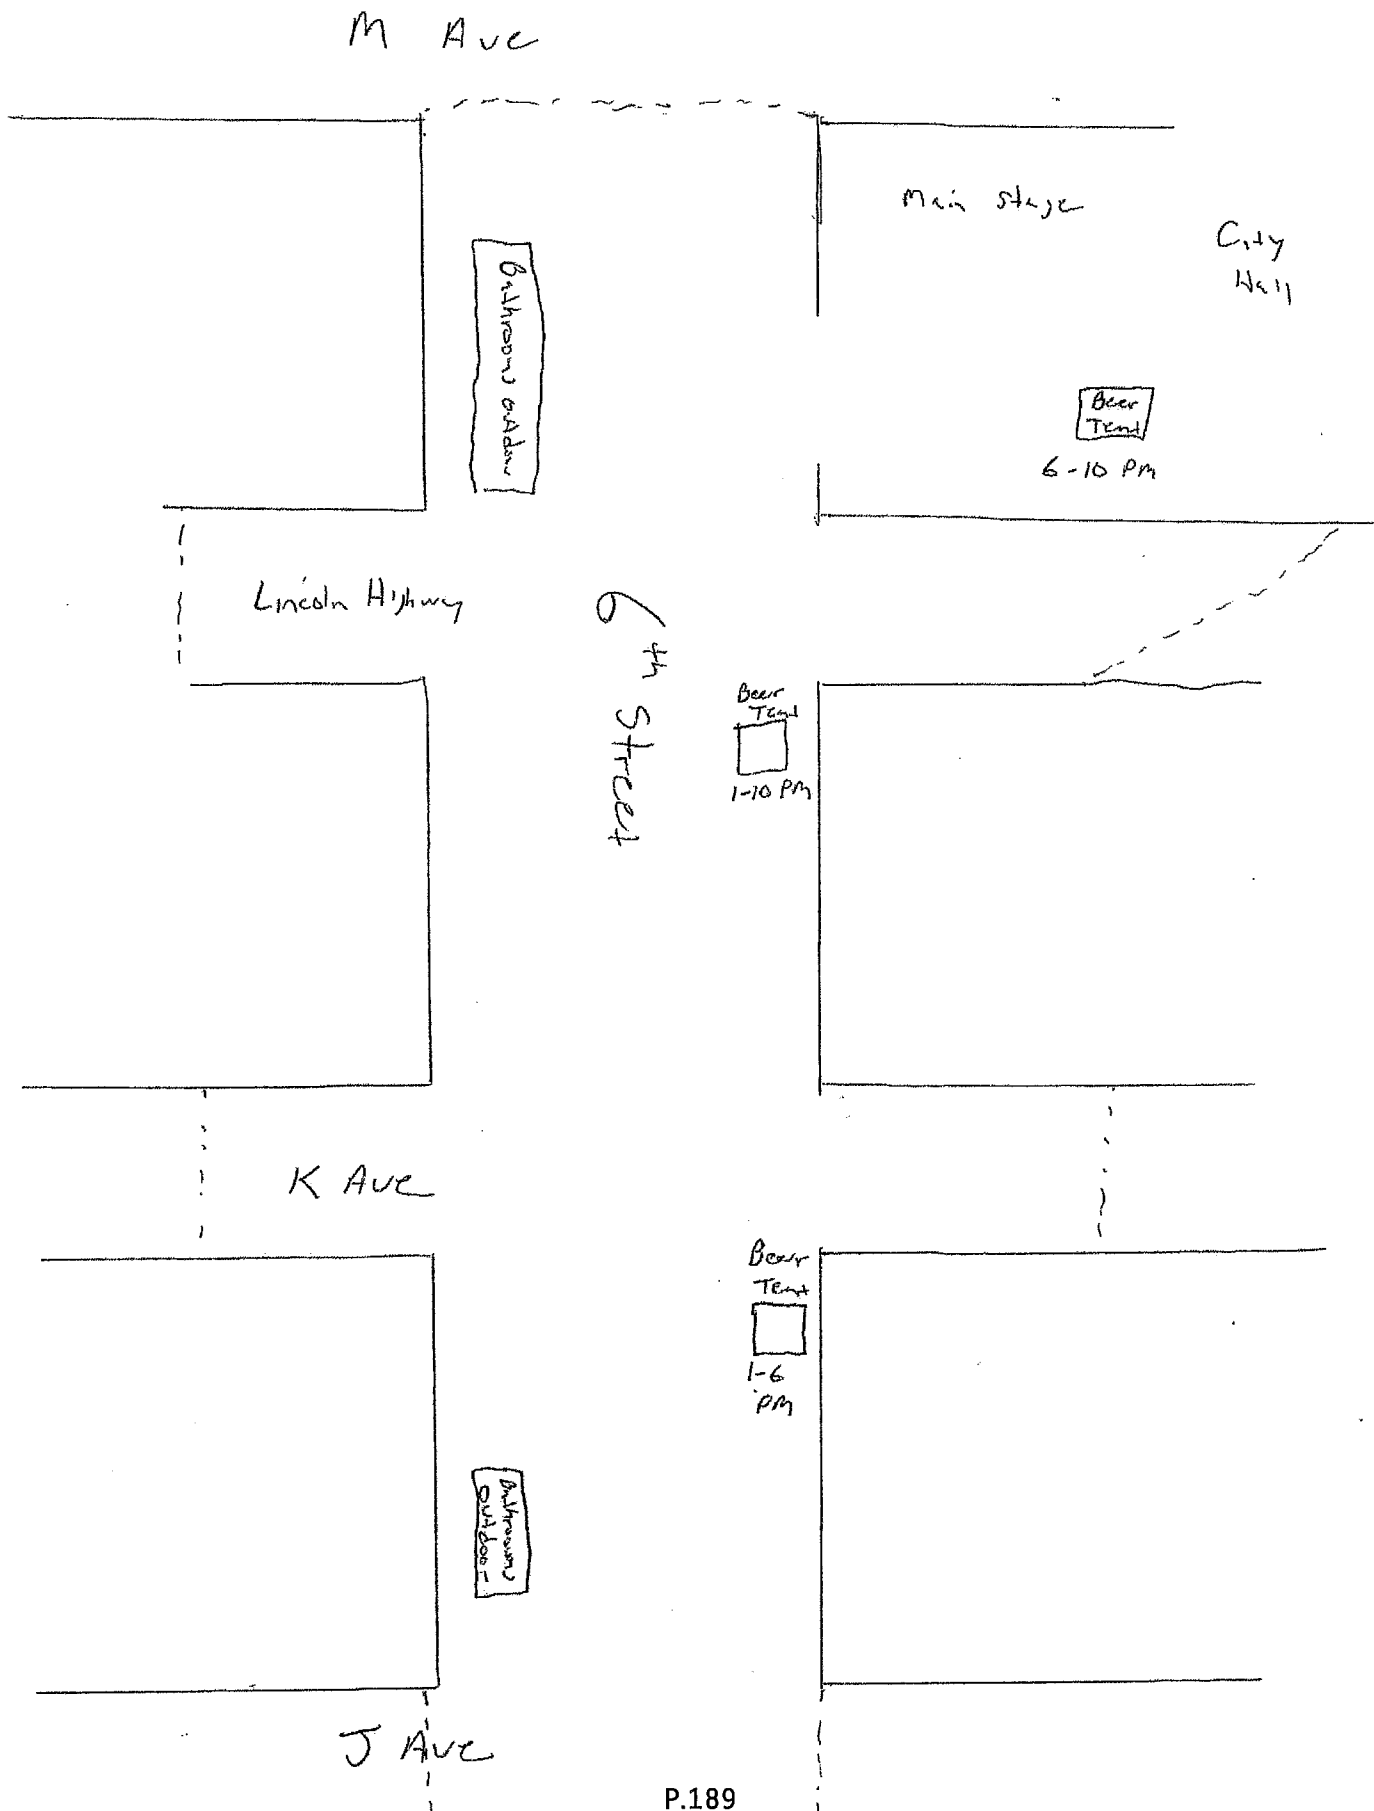 M Ave
Main stage
City
Hall
Bathrooms outdoor
Beer
Tent
6-10 PM
Lincoln Highway
6th Street
Beer
Tent
1-10 PM
K Ave
Beer
Tent
1-6
PM
Bathrooms
outdoor
J Ave
P.189